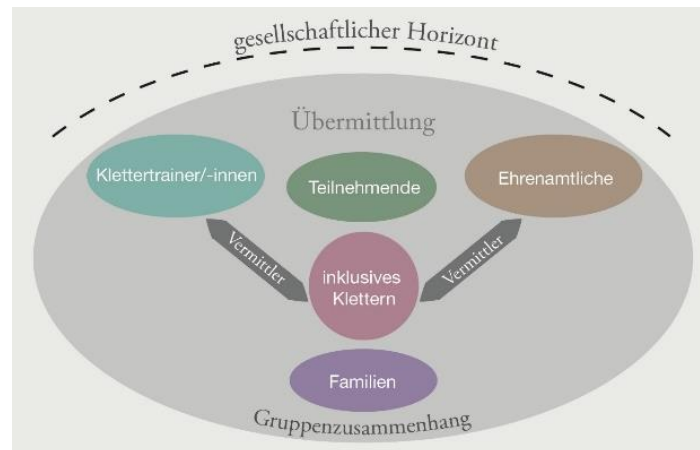 gesellschaftlicher Horizont
Übermittlung
Klettertrainer/-innen
Teilnehmende
Ehrenamtliche
Vermittler
Vermittler
inklusives
Klettern
Familien
Gruppenzusammenhang